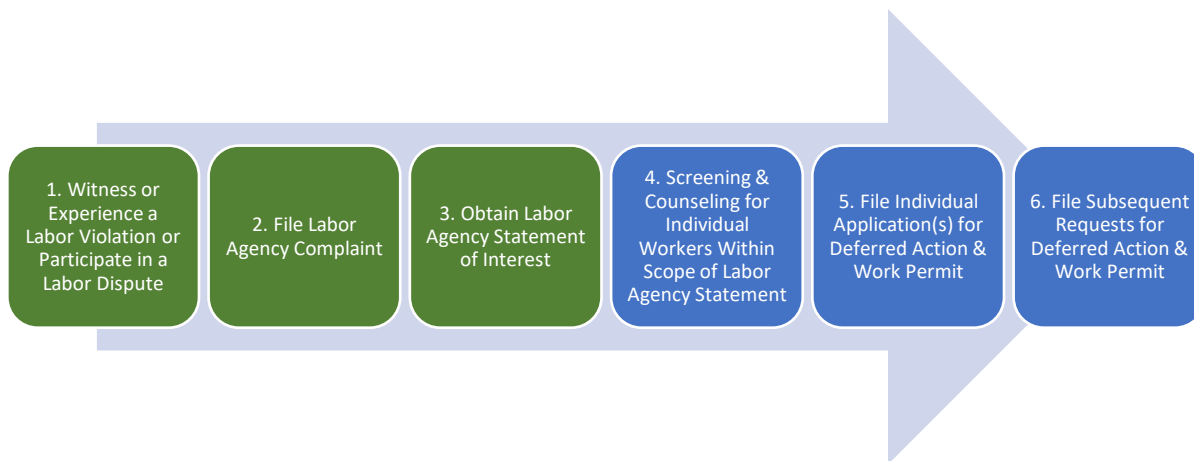 1. Witness or
Experience a
Labor Violation or
Participate in a
Labor Dispute
2. File Labor
Agency Complaint
3. Obtain Labor
Agency Statement
of Interest
4. Screening &
Counseling for
Individual
Workers Within
Scope of Labor
Agency Statement
5. File Individual
Application(s) for
Deferred Action &
Work Permit
6. File Subsequent
Requests for
Deferred Action &
Work Permit